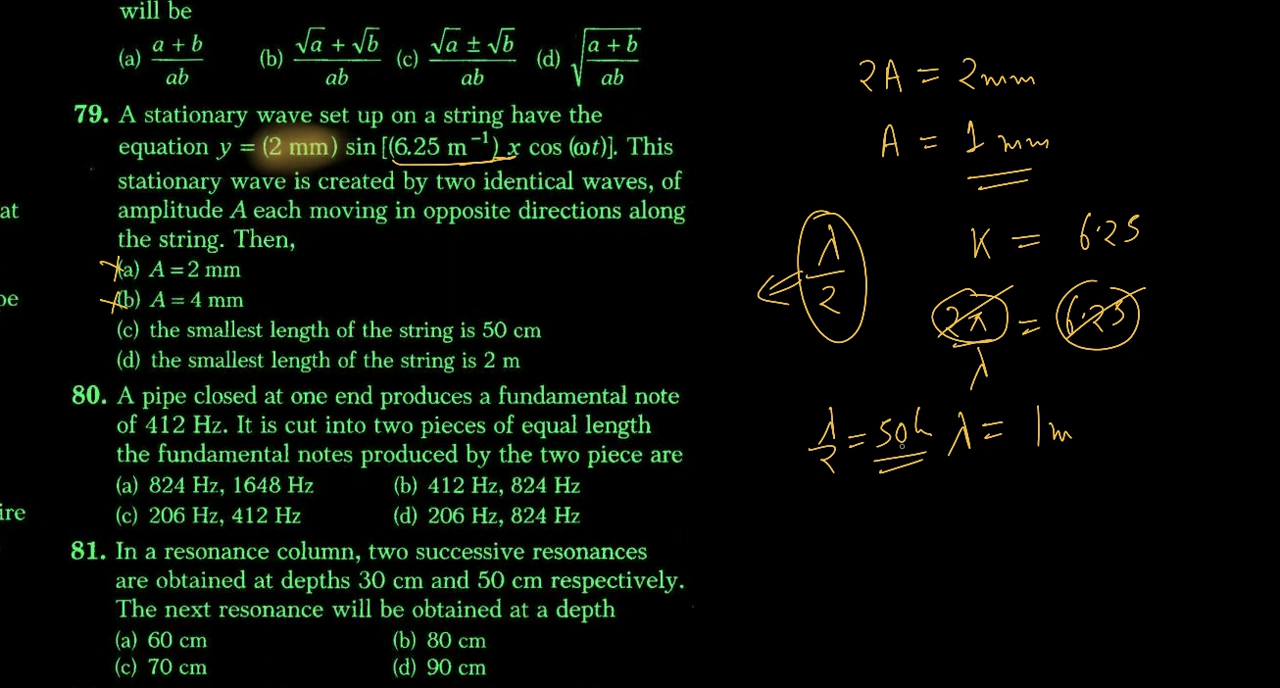 will be
(a) a + b / ab (b) √a + √b / ab (c) √a ± √b / ab (d) √(a + b / ab)
79. A stationary wave set up on a string have the
equation y = (2 mm) sin [(6.25 m⁻¹) x cos (ωt)]. This
stationary wave is created by two identical waves, of
at
amplitude A each moving in opposite directions along
the string. Then,
(a) A = 2 mm
(b) A = 4 mm
(c) the smallest length of the string is 50 cm
(d) the smallest length of the string is 2 m
80. A pipe closed at one end produces a fundamental note
of 412 Hz. It is cut into two pieces of equal length
the fundamental notes produced by the two piece are
(a) 824 Hz, 1648 Hz (b) 412 Hz, 824 Hz
ire
(c) 206 Hz, 412 Hz (d) 206 Hz, 824 Hz
81. In a resonance column, two successive resonances
are obtained at depths 30 cm and 50 cm respectively.
The next resonance will be obtained at a depth
(a) 60 cm (b) 80 cm
(c) 70 cm (d) 90 cm
2A = 2mm
A = 1 mm
λ/2
K = 6.25
2π/λ = 6.25
λ/2 = 50 λ = 1m